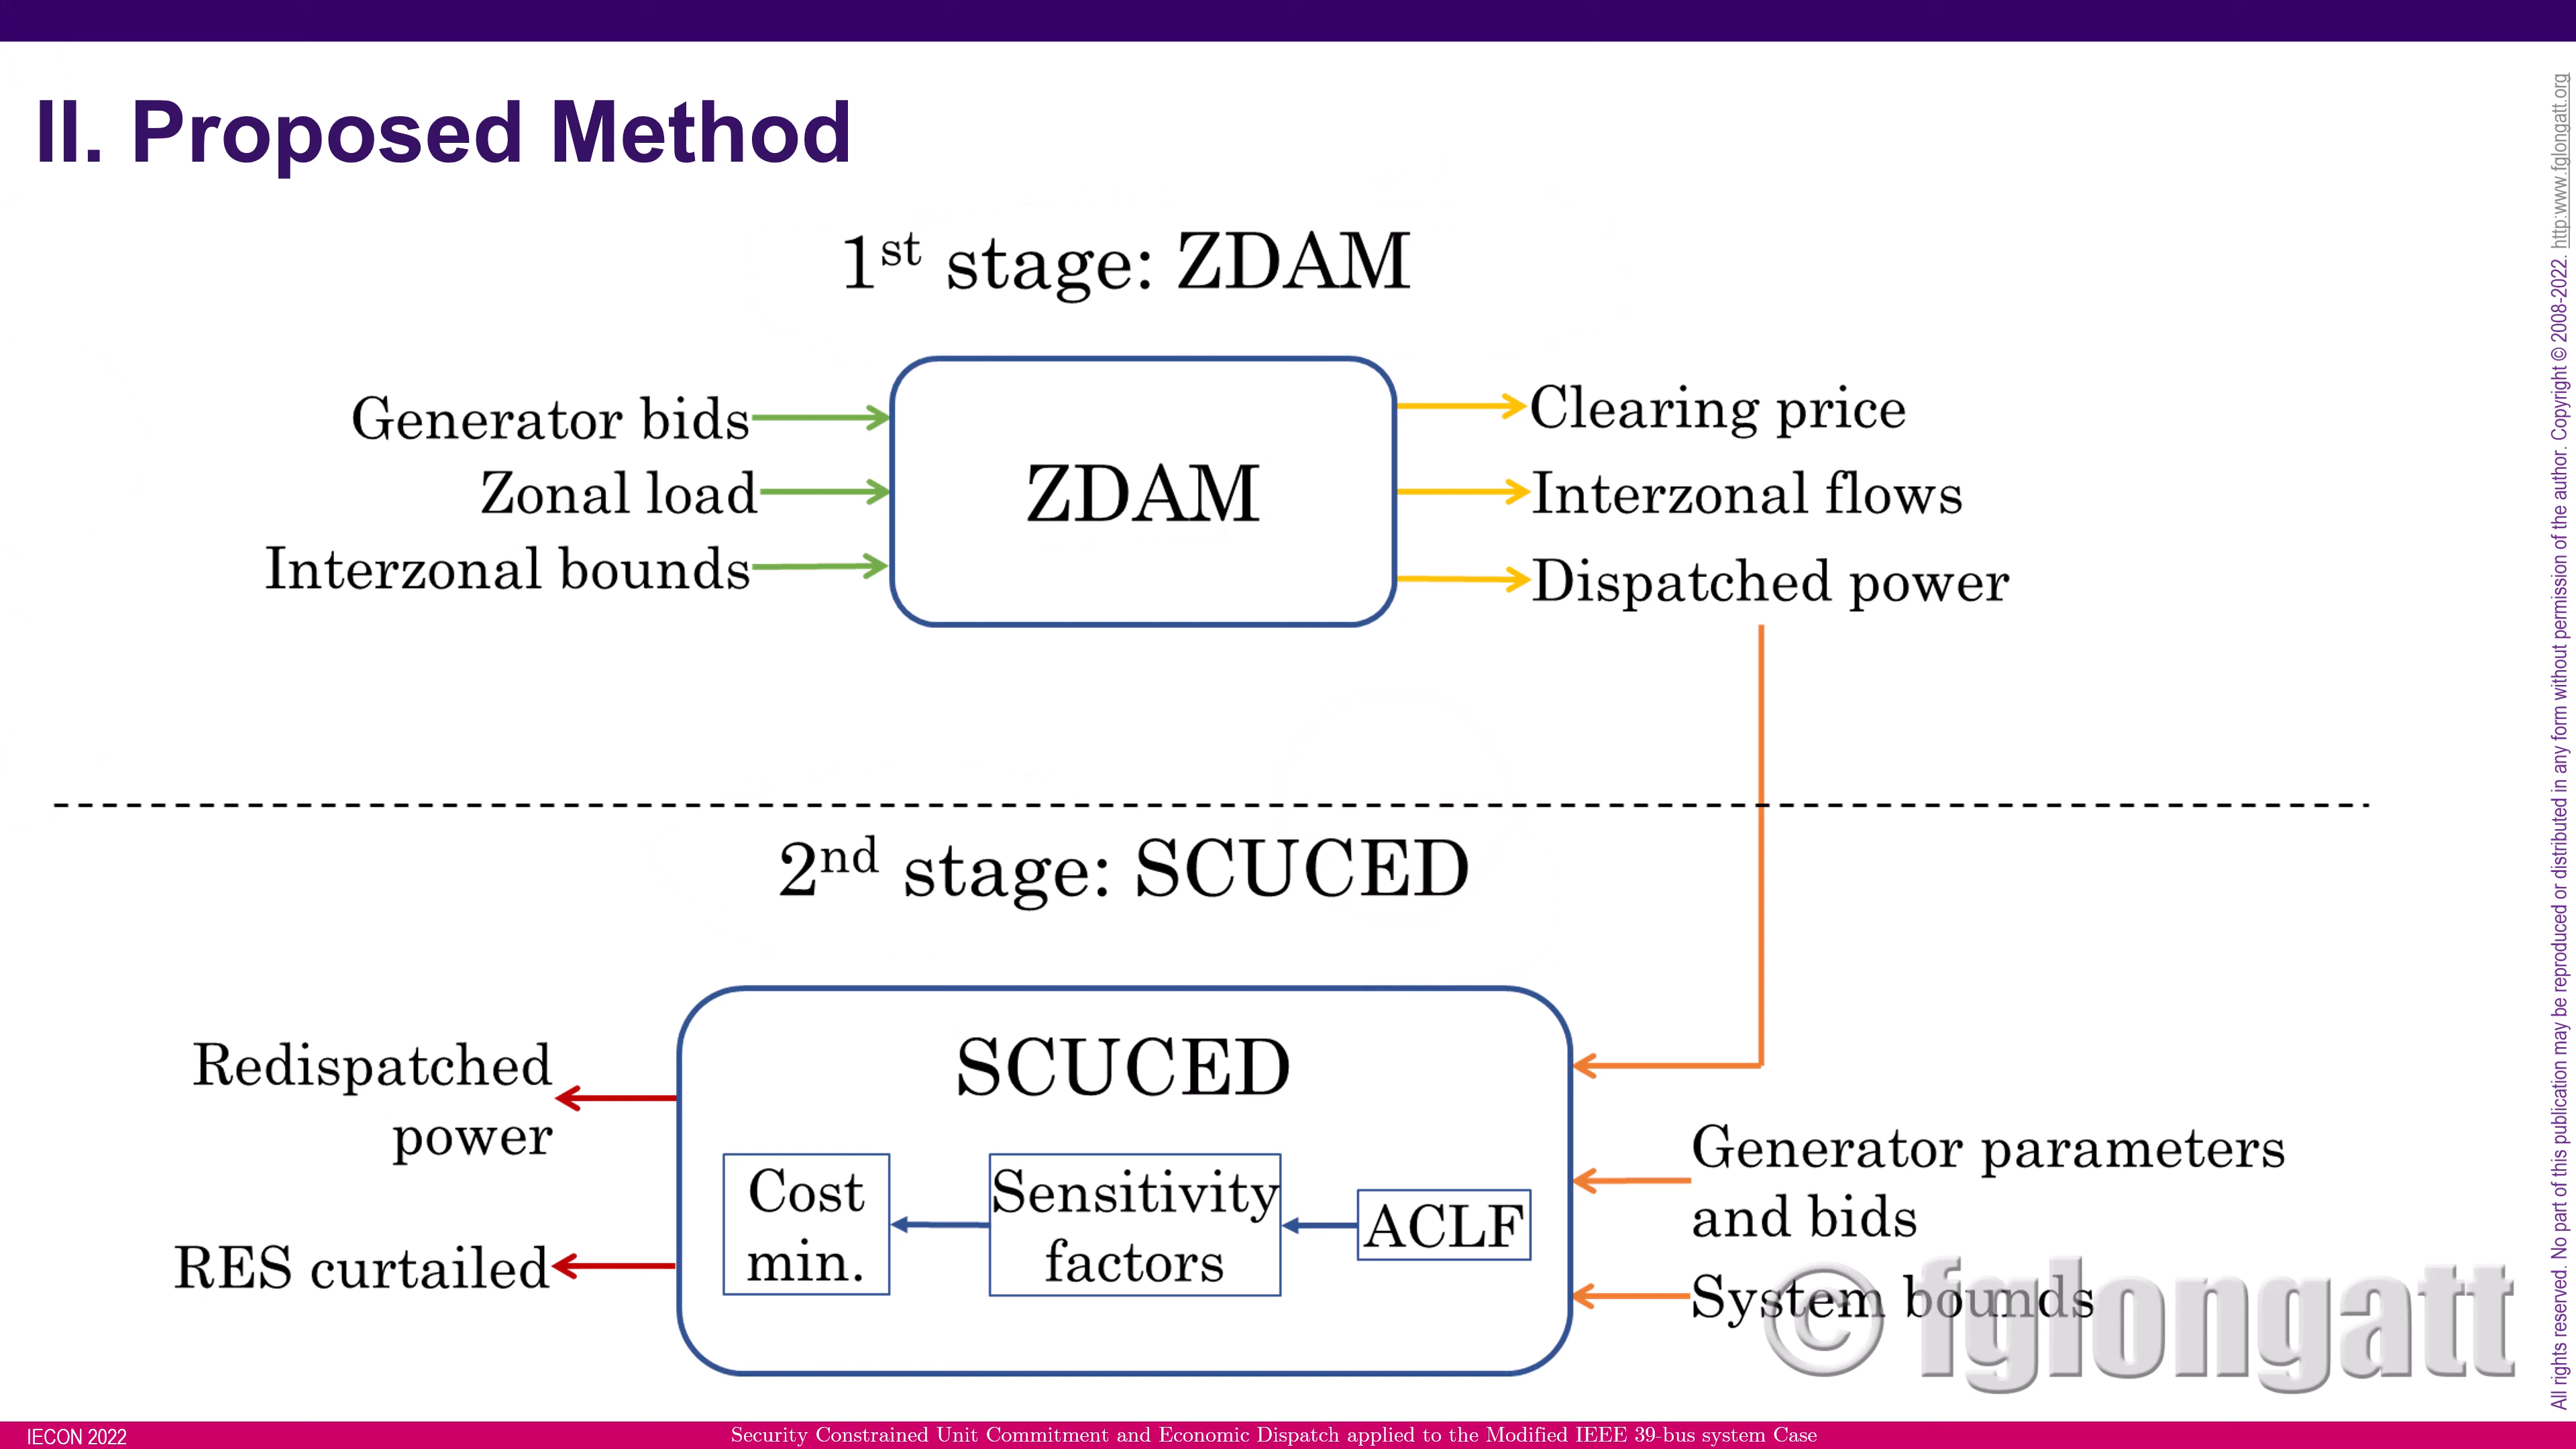 II. Proposed Method
1st stage: ZDAM
Generator bids
Zonal load
Interzonal bounds
ZDAM
Clearing price
Interzonal flows
Dispatched power
2nd stage: SCUCED
Redispatched
power
RES curtailed
SCUCED
Cost
min.
Sensitivity
factors
ACLF
Generator parameters
and bids
System bounds
© fglongatt
All rights reserved. No part of this publication may be reproduced or distributed in any form without permission of the author. Copyright © 2008-2022. http:www.fglongatt.org
IECON 2022
Security Constrained Unit Commitment and Economic Dispatch applied to the Modified IEEE 39-bus system Case